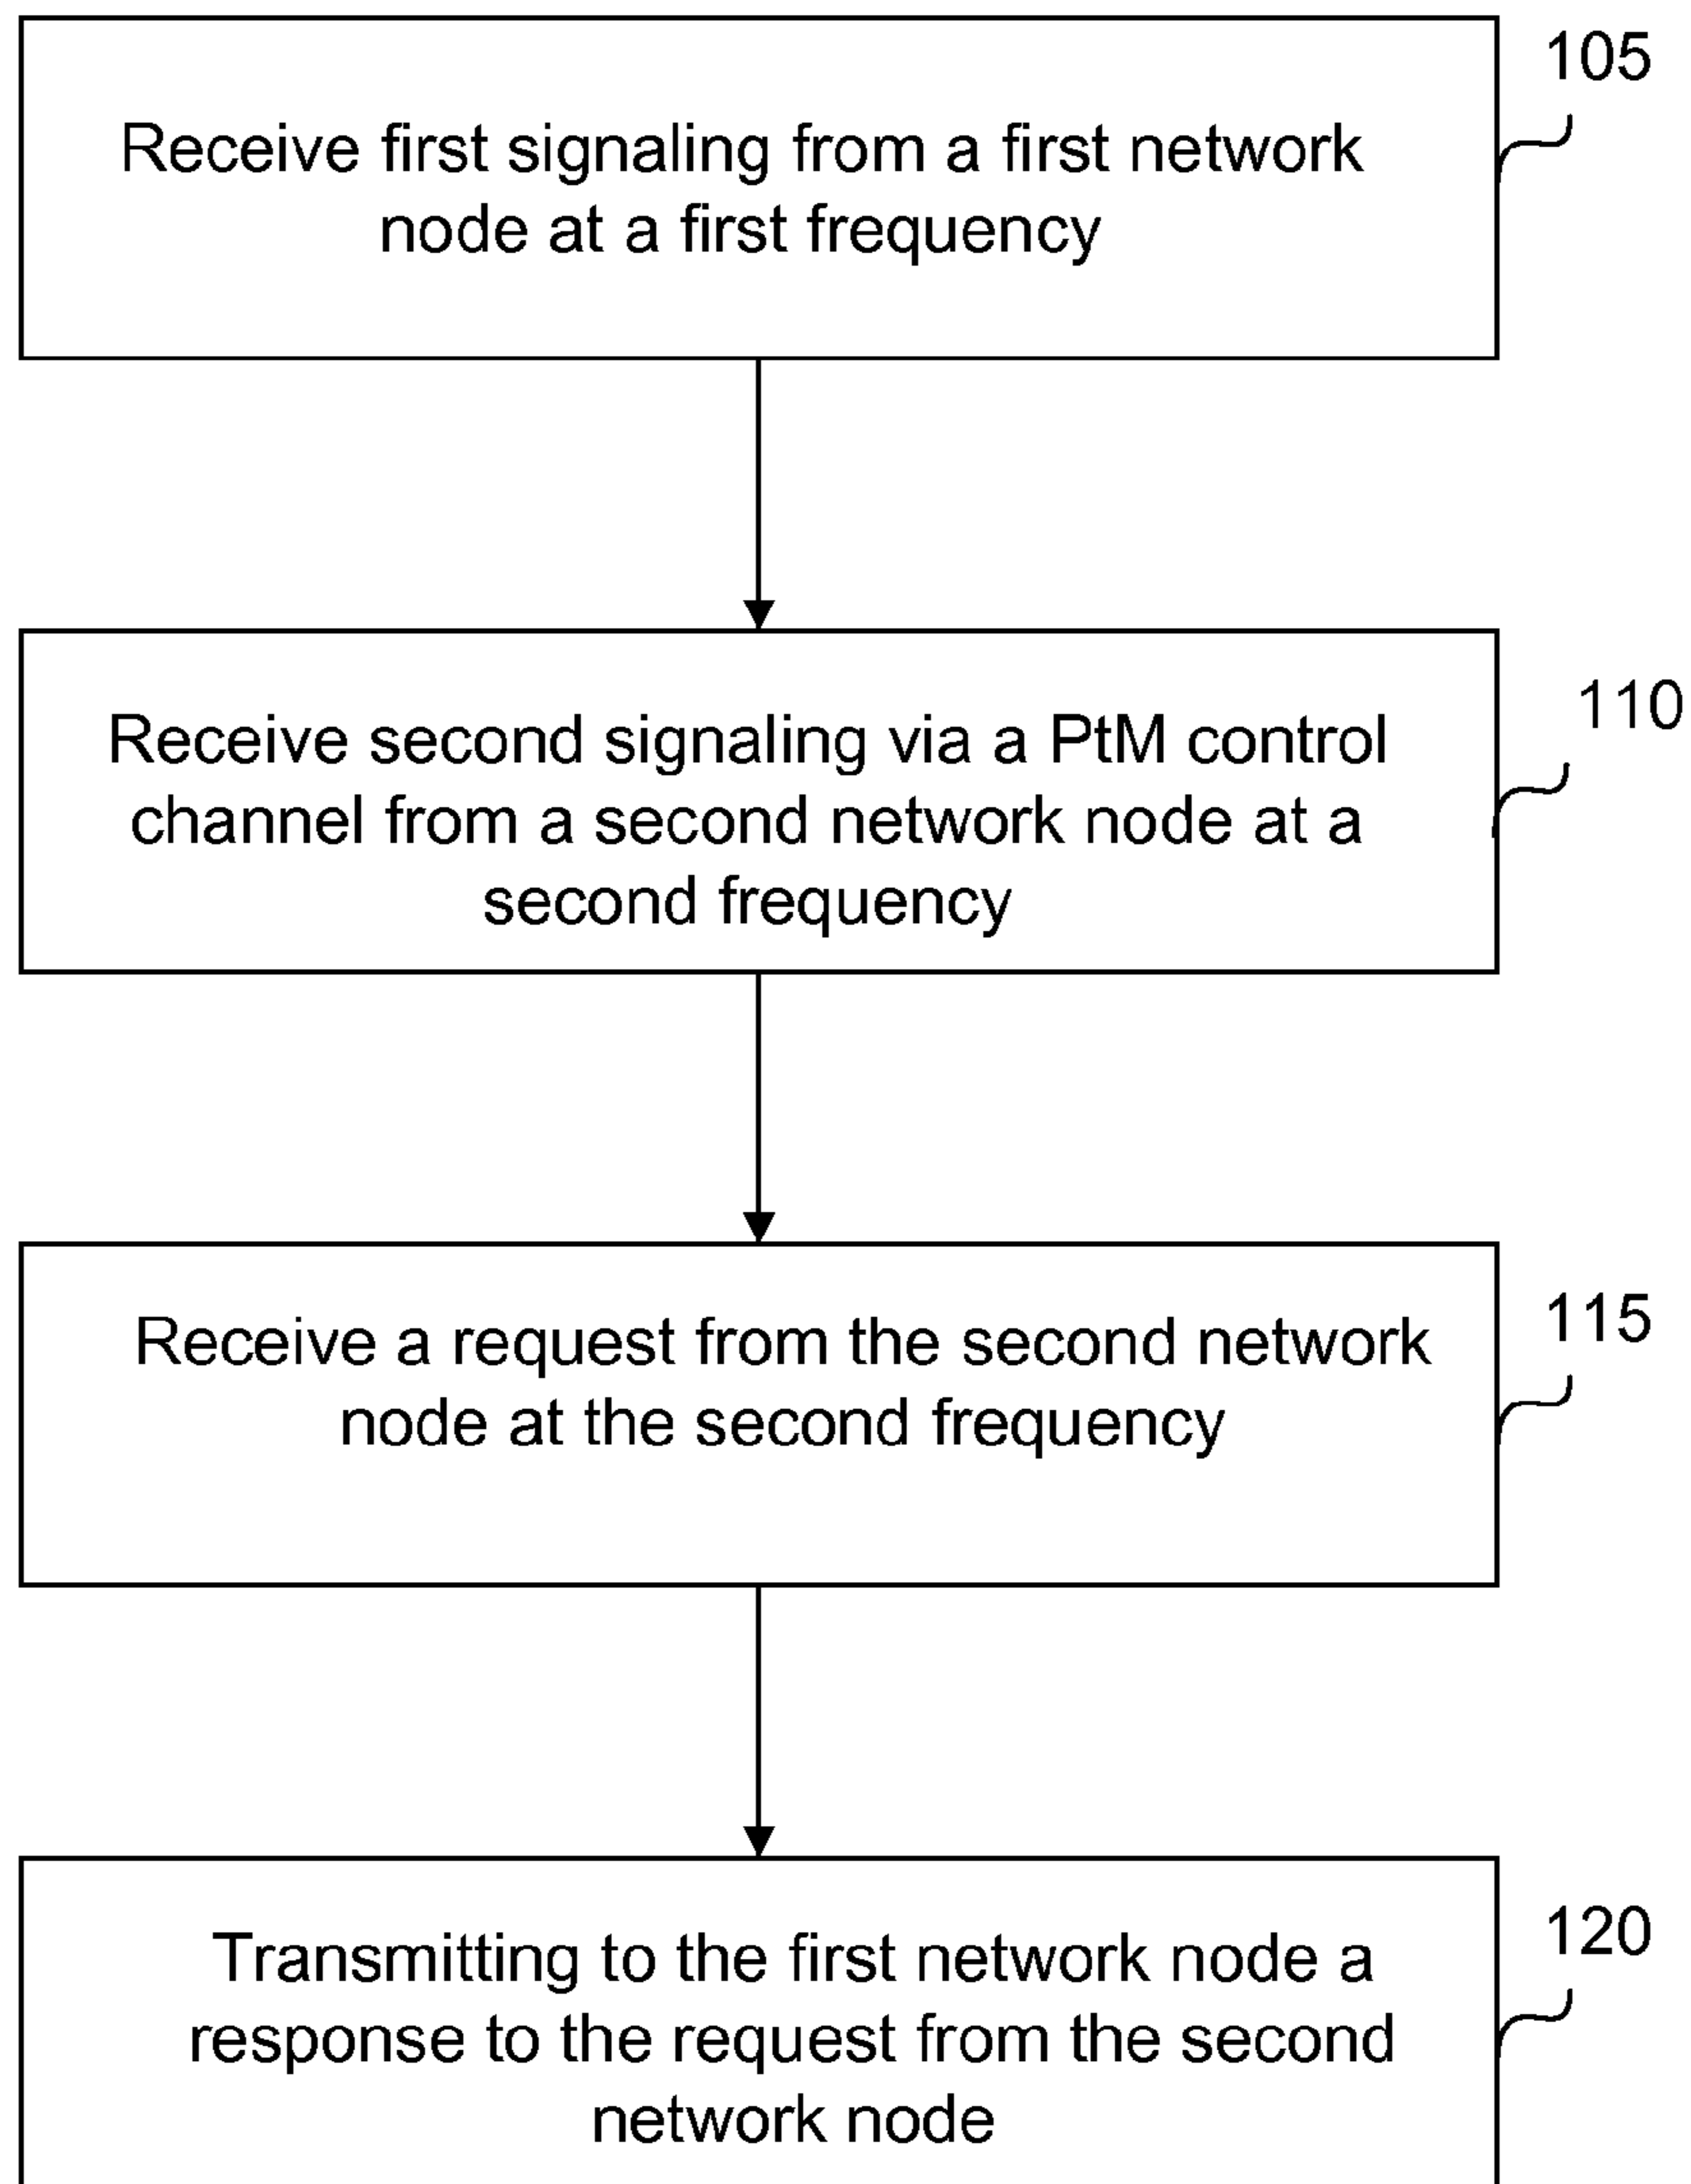 105
Receive first signaling from a first network
node at a first frequency
110
Receive second signaling via a PtM control
channel from a second network node at a
second frequency
115
Receive a request from the second network
node at the second frequency
120
Transmitting to the first network node a
response to the request from the second
network node